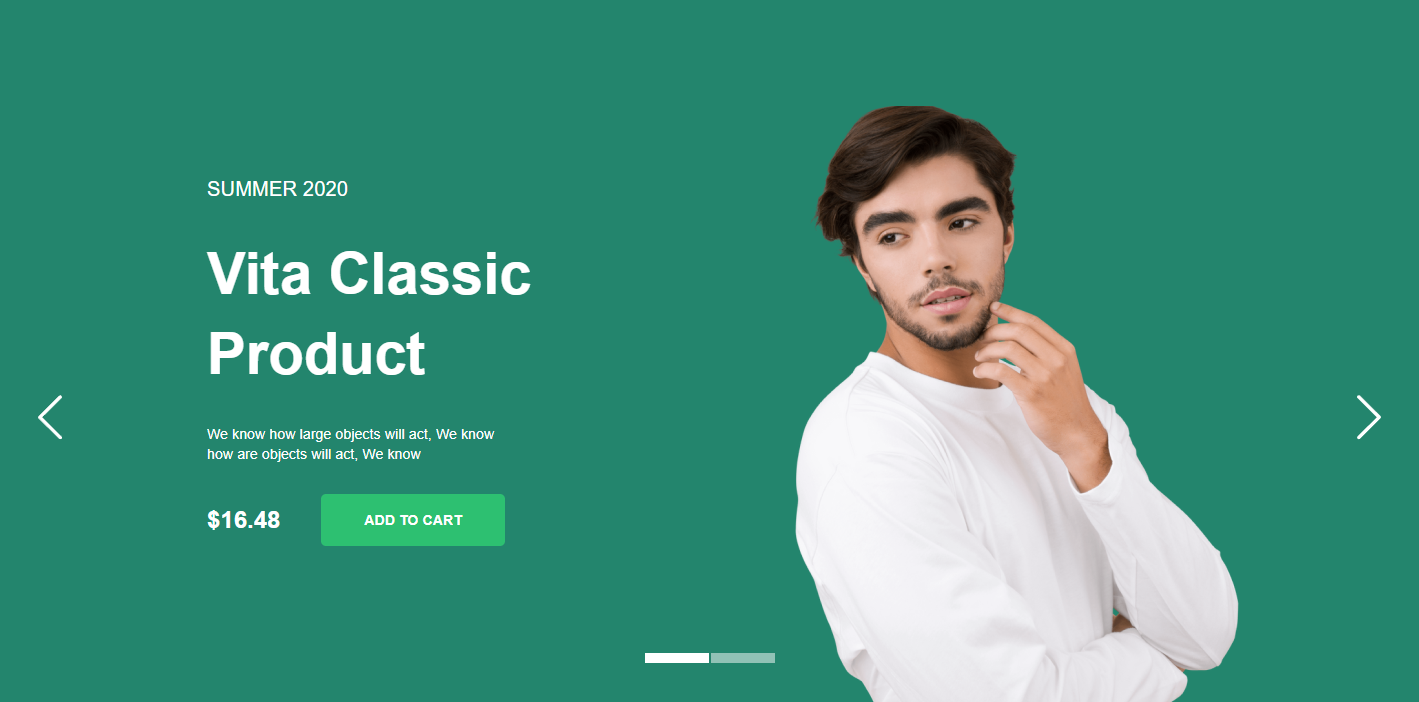 SUMMER 2020
Vita Classic
Product
We know how large objects will act, We know
how are objects will act, We know
$16.48
ADD TO CART